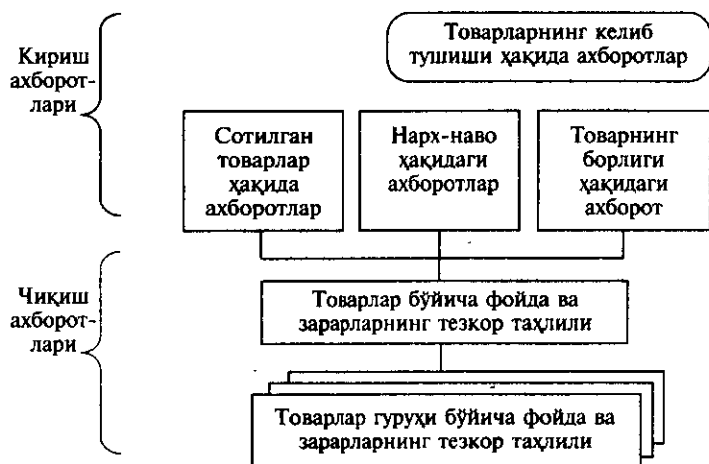 Кириш
ахборот-
лари
Товарларнинг келиб
тушиши ҳақида ахборотлар
Сотилган
товарлар
ҳақида
ахборотлар
Нарх-наво
ҳақидаги
ахборотлар
Товарнинг
борлиги
ҳақидаги
ахборот
Чиқиш
ахборот-
лари
Товарлар бўйича фойда ва
зарарларнинг тезкор таҳлили
Товарлар гуруҳи бўйича фойда ва
зарарларнинг тезкор таҳлили